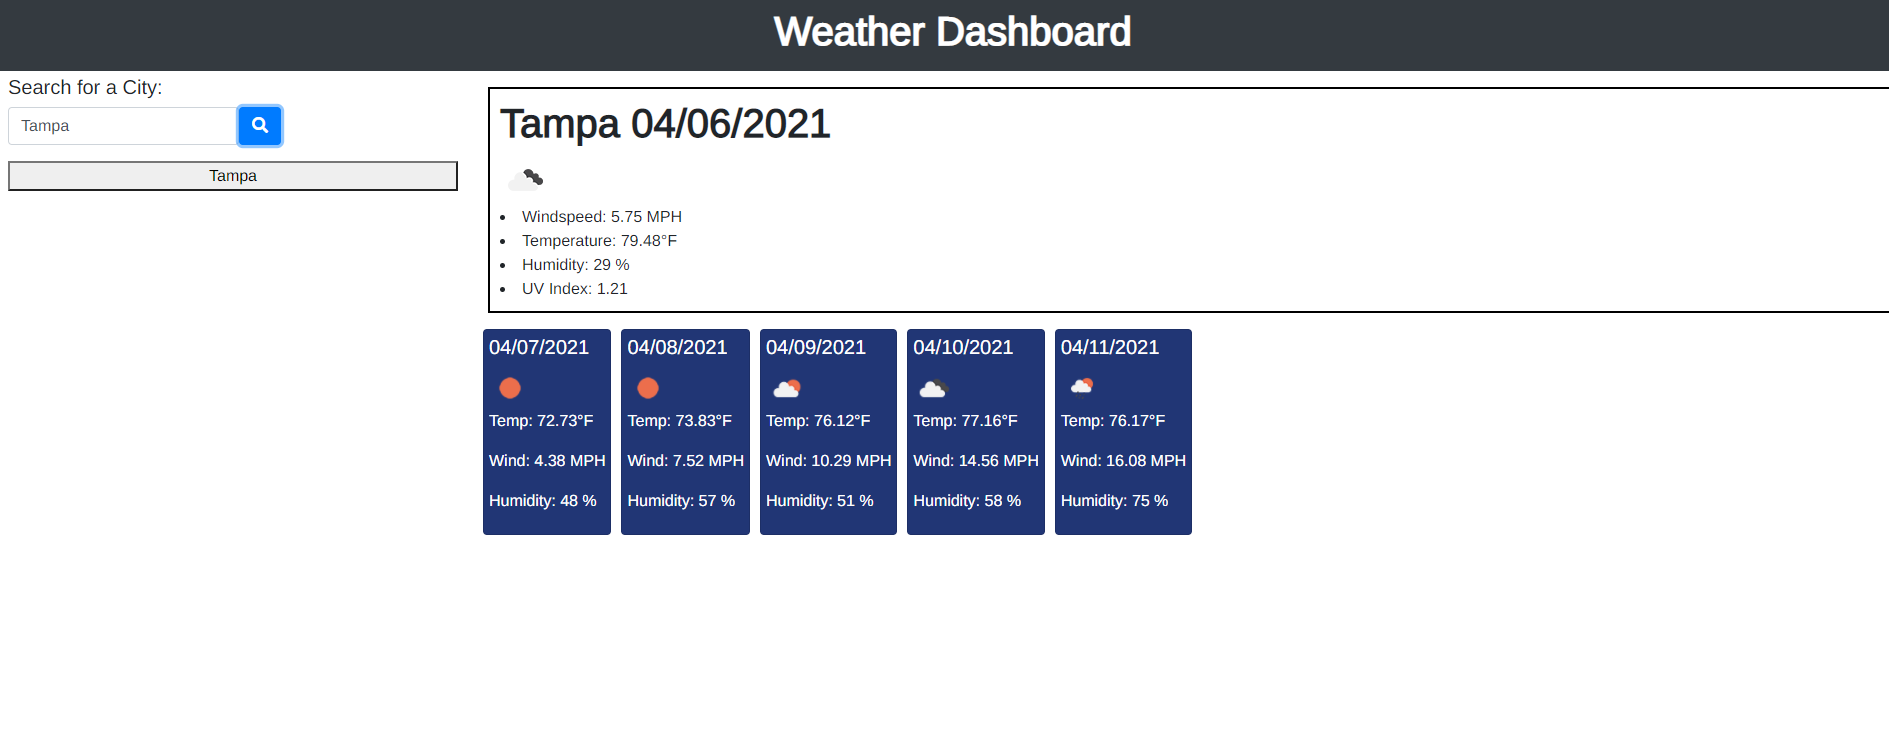 Weather Dashboard
Search for a City:
Tampa
Tampa
Tampa 04/06/2021
Windspeed: 5.75 MPH
Temperature: 79.48°F
Humidity: 29 %
UV Index: 1.21
04/07/2021
Temp: 72.73°F
Wind: 4.38 MPH
Humidity: 48 %
04/08/2021
Temp: 73.83°F
Wind: 7.52 MPH
Humidity: 57 %
04/09/2021
Temp: 76.12°F
Wind: 10.29 MPH
Humidity: 51 %
04/10/2021
Temp: 77.16°F
Wind: 14.56 MPH
Humidity: 58 %
04/11/2021
Temp: 76.17°F
Wind: 16.08 MPH
Humidity: 75 %